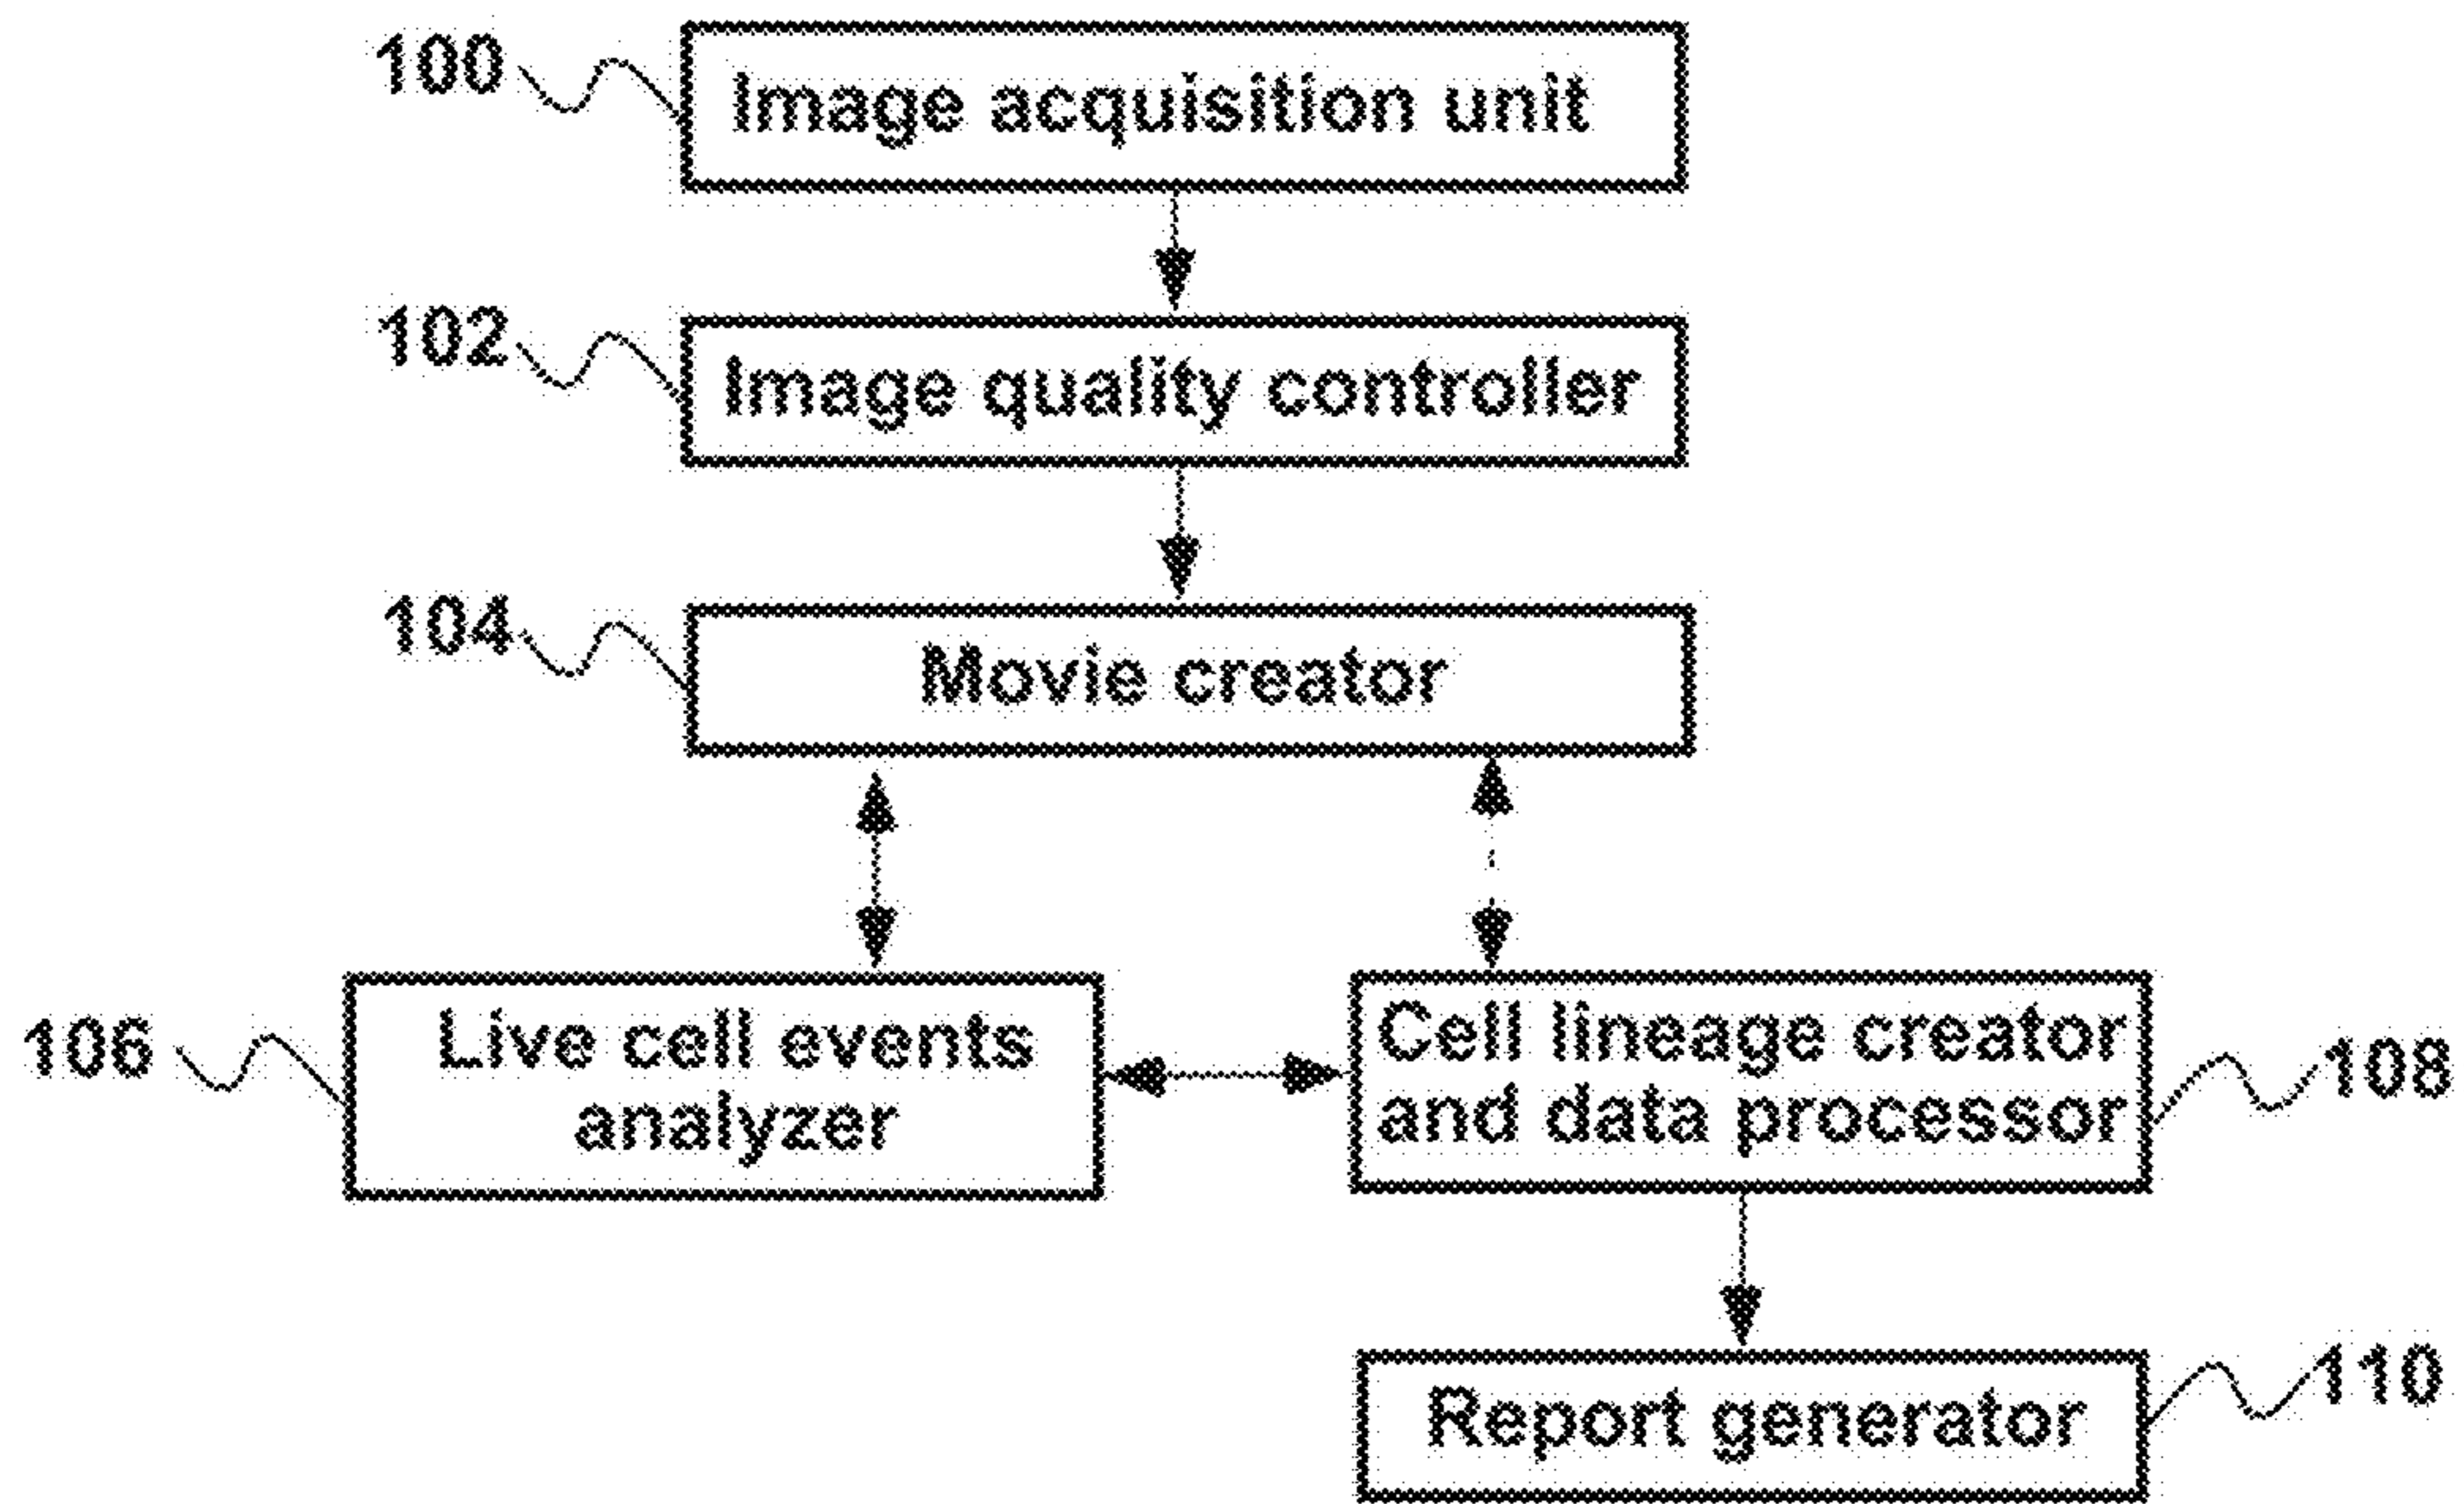 100
Image acquisition unit
102
Image quality controller
104
Movie creator
106
Live cell events
analyzer
Cell lineage creator
and data processor
108
Report generator
110